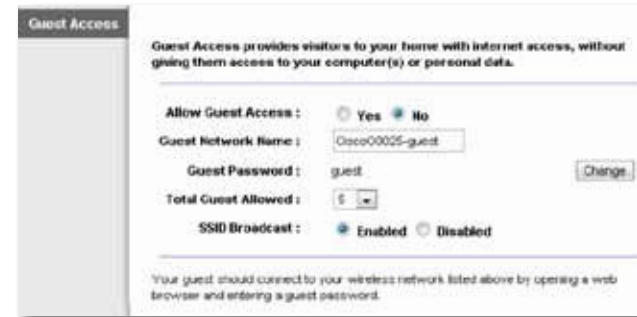 Guest Access
Guest Access provides visitors to your home with internet access, without
giving them access to your computer(s) or personal data.
Allow Guest Access : Yes No
Guest Network Name : Cisco00025-guest
Guest Password : guest Change
Total Guest Allowed : 5
SSID Broadcast : Enabled Disabled
Your guest should connect to your wireless network listed above by opening a web
browser and entering a guest password.